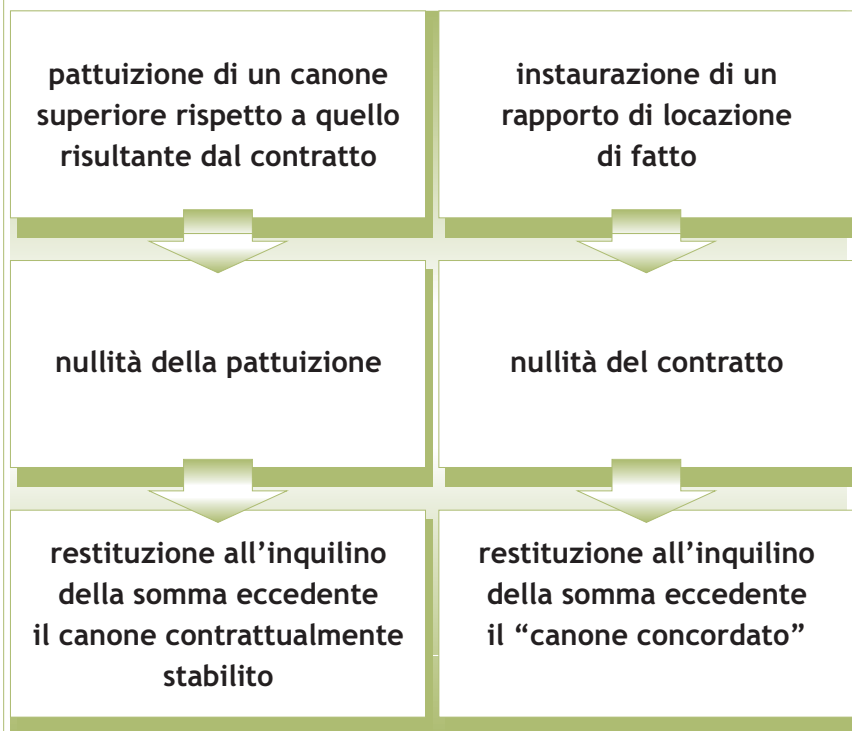 pattuizione di un canone
superiore rispetto a quello
risultante dal contratto
instaurazione di un
rapporto di locazione
di fatto
nullità della pattuizione
nullità del contratto
restituzione all’inquilino
della somma eccedente
il canone contrattualmente
stabilito
restituzione all’inquilino
della somma eccedente
il “canone concordato”